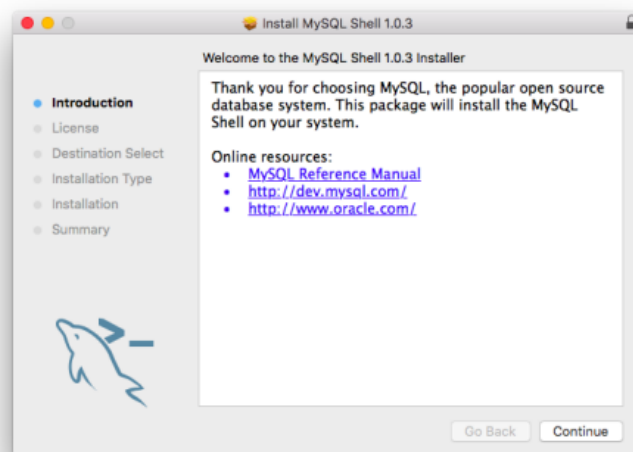 Install MySQL Shell 1.0.3
Welcome to the MySQL Shell 1.0.3 Installer
Introduction
License
Destination Select
Installation Type
Installation
Summary
Thank you for choosing MySQL, the popular open source
database system. This package will install the MySQL
Shell on your system.
Online resources:
• MySQL Reference Manual
• http://dev.mysql.com/
• http://www.oracle.com/
>_
Go Back
Continue